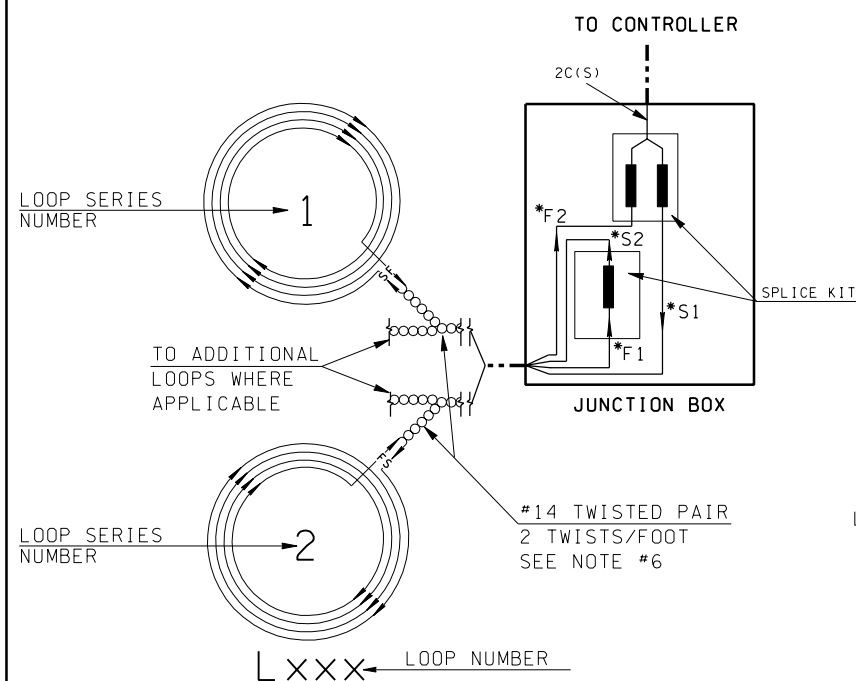 TO CONTROLLER
2C(S)
LOOP SERIES
NUMBER
1
S F
*F2
*S2
SPLICE KIT
*S1
*F1
TO ADDITIONAL
LOOPS WHERE
APPLICABLE
JUNCTION BOX
F S
#14 TWISTED PAIR
2 TWISTS/FOOT
SEE NOTE #6
LOOP SERIES
NUMBER
2
L XXX
LOOP NUMBER
L